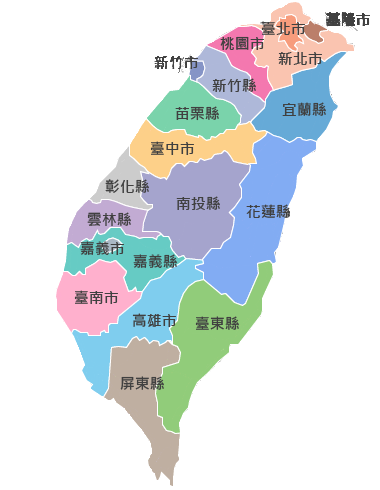 基隆市
臺北市
桃園市
新北市
新竹市
新竹縣
宜蘭縣
苗栗縣
臺中市
彰化縣
南投縣
花蓮縣
雲林縣
嘉義市
嘉義縣
臺南市
高雄市
臺東縣
屏東縣